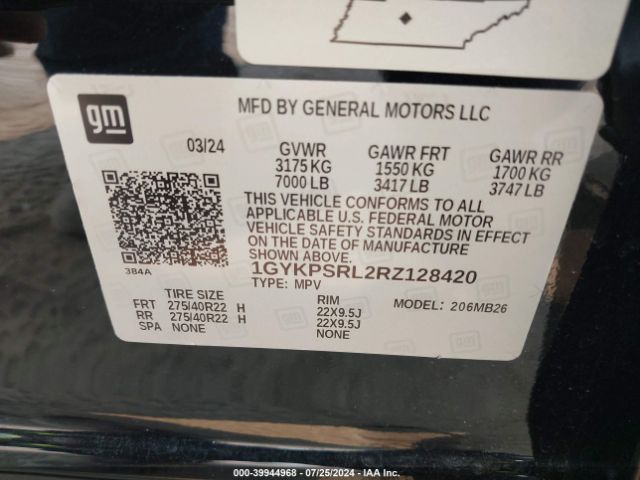 gm
MFD BY GENERAL MOTORS LLC
03/24
GVWR
3175 KG
7000 LB
GAWR FRT
1550 KG
3417 LB
GAWR RR
1700 KG
3747 LB
THIS VEHICLE CONFORMS TO ALL
APPLICABLE U.S. FEDERAL MOTOR
VEHICLE SAFETY STANDARDS IN EFFECT
ON THE DATE OF MANUFACTURE
SHOWN ABOVE.
384A
1GYKPSRL2RZ128420
TYPE: MPV
TIRE SIZE
FRT 275/40R22 H
RR 275/40R22 H
SPA NONE
RIM
22X9.5J
22X9.5J
NONE
MODEL: 206MB26
000-39944968 - 07/25/2024 - IAA Inc.